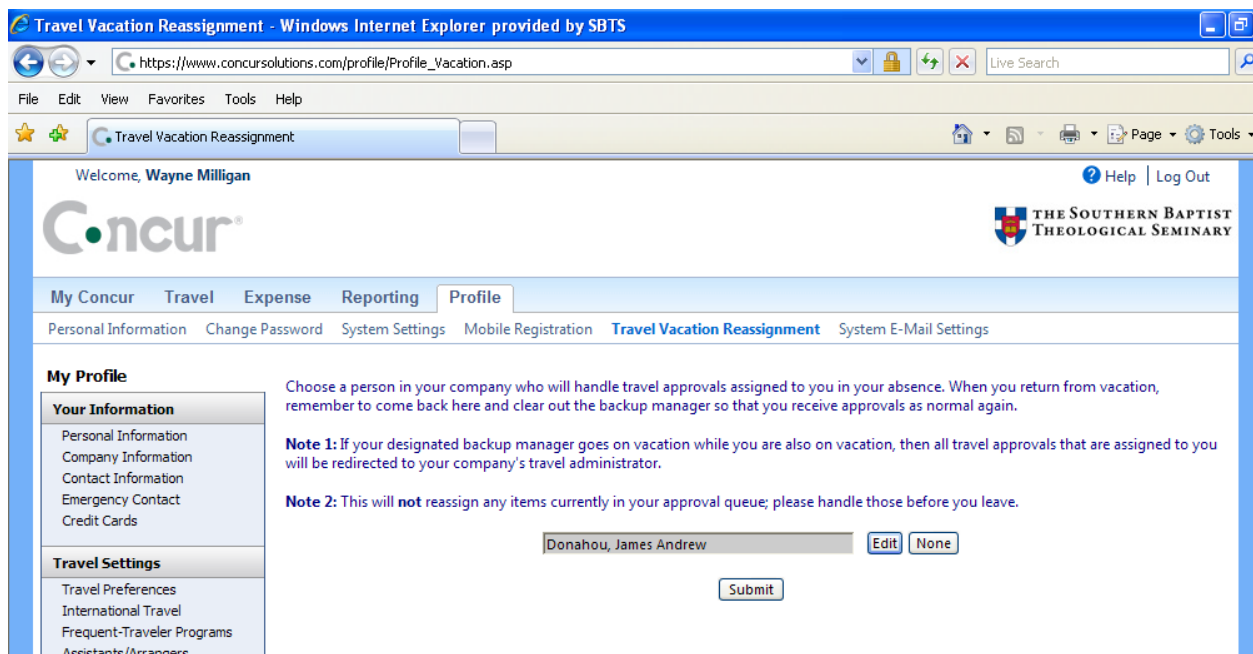 Travel Vacation Reassignment - Windows Internet Explorer provided by SBTS
https://www.concursolutions.com/profile/Profile_Vacation.asp
Live Search
File Edit View Favorites Tools Help
Travel Vacation Reassignment
Page Tools
Welcome, Wayne Milligan
Help | Log Out
Concur®
THE SOUTHERN BAPTIST
THEOLOGICAL SEMINARY
My Concur Travel Expense Reporting Profile
Personal Information Change Password System Settings Mobile Registration Travel Vacation Reassignment System E-Mail Settings
My Profile
Your Information
Personal Information
Company Information
Contact Information
Emergency Contact
Credit Cards
Travel Settings
Travel Preferences
International Travel
Frequent-Traveler Programs
Assistants/Arrangers
Choose a person in your company who will handle travel approvals assigned to you in your absence. When you return from vacation,
remember to come back here and clear out the backup manager so that you receive approvals as normal again.
Note 1: If your designated backup manager goes on vacation while you are also on vacation, then all travel approvals that are assigned to you
will be redirected to your company's travel administrator.
Note 2: This will not reassign any items currently in your approval queue; please handle those before you leave.
Donahou, James Andrew
Edit None
Submit